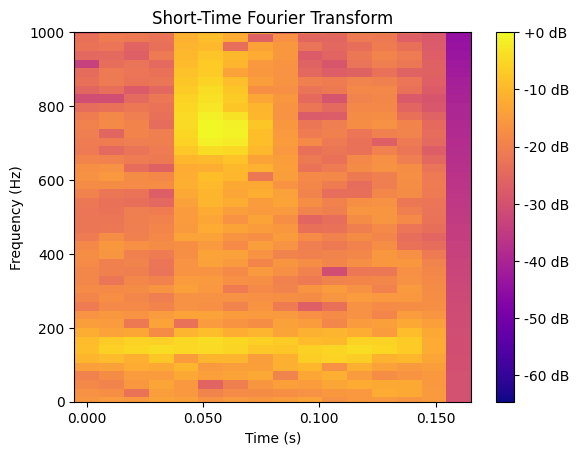 Short-Time Fourier Transform
Frequency (Hz)
1000
800
600
400
200
0
0.000
0.050
0.100
0.150
Time (s)
+0 dB
-10 dB
-20 dB
-30 dB
-40 dB
-50 dB
-60 dB